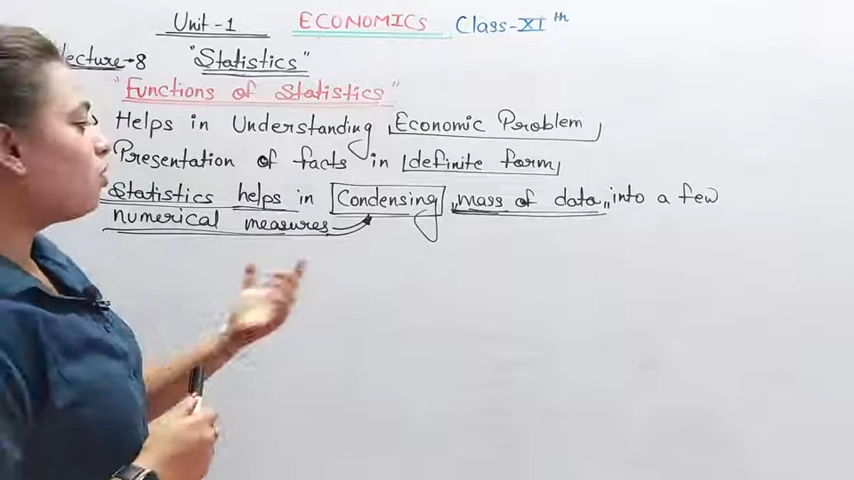 Unit-1 ECONOMICS Class-XIth
lecture-8 "Statistics"
"Functions of Statistics"
Helps in Understanding Economic Problem
Presentation of facts in definite form
Statistics helps in Condensing "mass of data" into a few
numerical measures